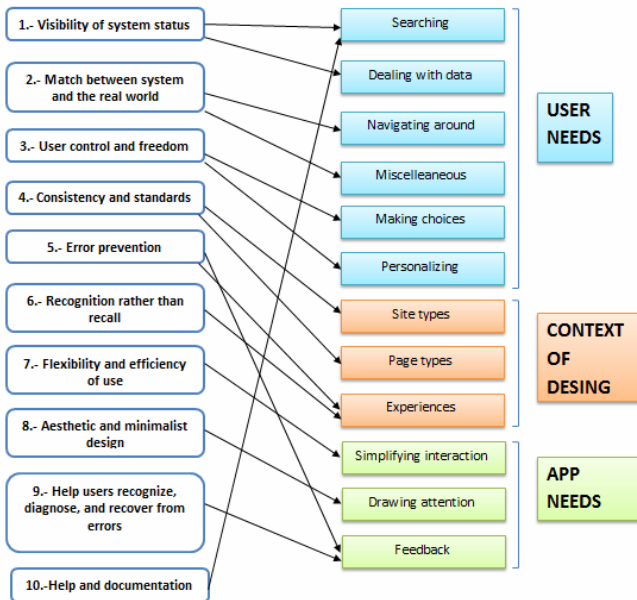 1.- Visibility of system status
2.- Match between system
and the real world
3.- User control and freedom
4.- Consistency and standards
5.- Error prevention
6.- Recognition rather than
recall
7.- Flexibility and efficiency
of use
8.- Aesthetic and minimalist
design
9.- Help users recognize,
diagnose, and recover from
errors
10.-Help and documentation
Searching
Dealing with data
Navigating around
Miscelleaneous
Making choices
Personalizing
Site types
Page types
Experiences
Simplifying interaction
Drawing attention
Feedback
USER
NEEDS
CONTEXT
OF
DESING
APP
NEEDS